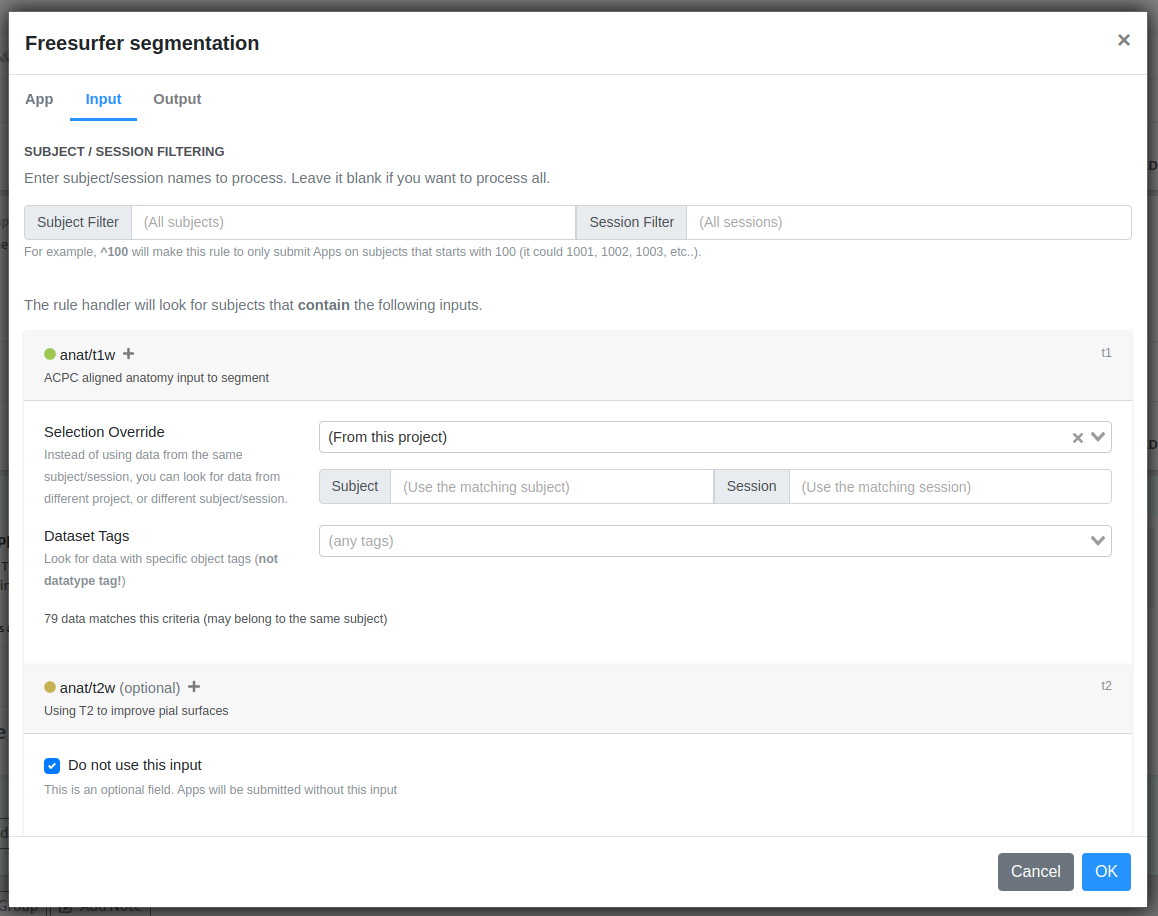 Freesurfer segmentation
×
App Input Output
SUBJECT / SESSION FILTERING
Enter subject/session names to process. Leave it blank if you want to process all.
Subject Filter (All subjects) Session Filter (All sessions)
For example, ^100 will make this rule to only submit Apps on subjects that starts with 100 (it could 1001, 1002, 1003, etc..).
The rule handler will look for subjects that contain the following inputs.
anat/t1w + t1
ACPC aligned anatomy input to segment
Selection Override (From this project) ×
Instead of using data from the same
subject/session, you can look for data from
different project, or different subject/session.
Subject (Use the matching subject) Session (Use the matching session)
Dataset Tags (any tags)
Look for data with specific object tags (not
datatype tag!)
79 data matches this criteria (may belong to the same subject)
anat/t2w (optional) + t2
Using T2 to improve pial surfaces
Do not use this input
This is an optional field. Apps will be submitted without this input
Cancel OK